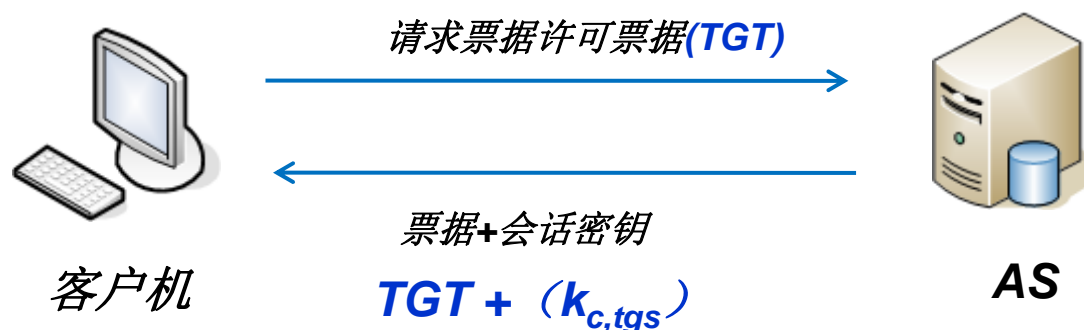 请求票据许可票据(TGT)
票据+会话密钥
客户机
TGT +（kc,tgs）
AS